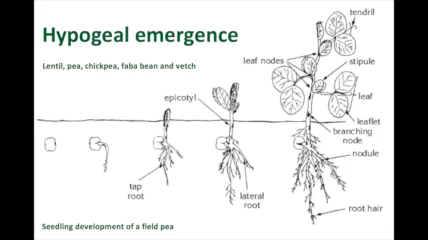 Hypogeal emergence
Lentil, pea, chickpea, faba bean and vetch
tendril
leaf nodes
stipule
epicotyl
leaf
leaflet
branching
node
nodule
tap
root
lateral
root
root hair
Seedling development of a field pea